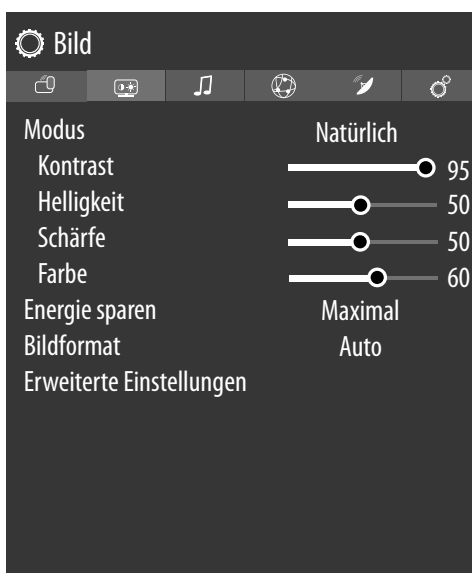 Bild
Modus Natürlich
Kontrast 95
Helligkeit 50
Schärfe 50
Farbe 60
Energie sparen Maximal
Bildformat Auto
Erweiterte Einstellungen